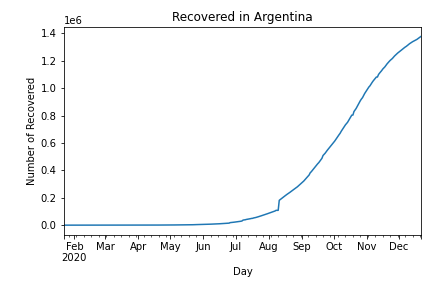 Recovered in Argentina
1e6
1.4
1.2
1.0
0.8
0.6
0.4
0.2
0.0
Number of Recovered
Feb Mar Apr May Jun Jul Aug Sep Oct Nov Dec
2020
Day